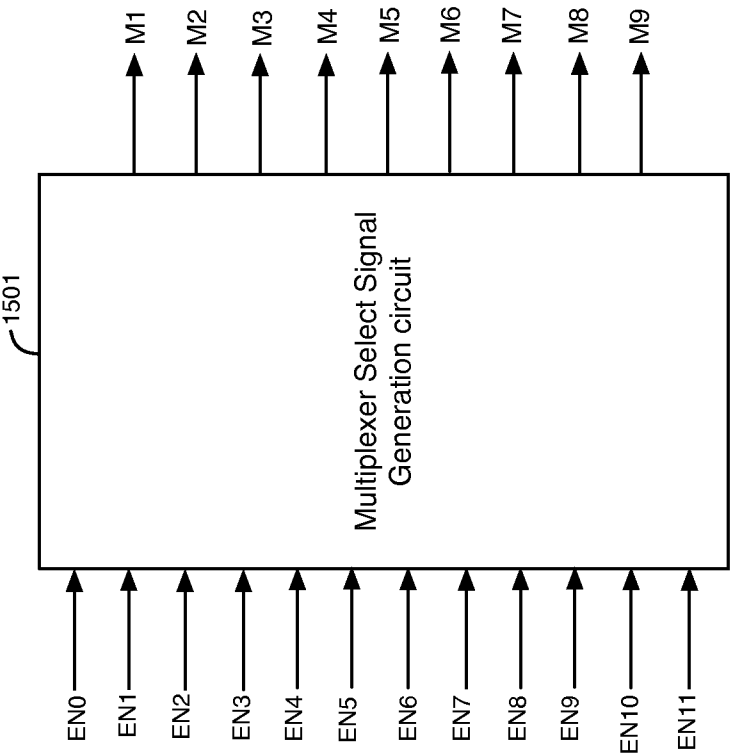 1501
M1
M2
M3
M4
M5
M6
M7
M8
M9
Multiplexer Select Signal
Generation circuit
EN0
EN1
EN2
EN3
EN4
EN5
EN6
EN7
EN8
EN9
EN10
EN11